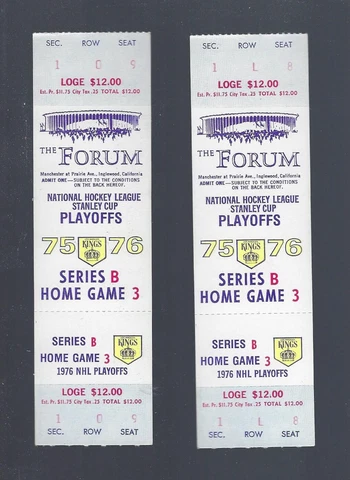 SEC. ROW SEAT
1 O 9
LOGE $12.00
Est. Pr. $11.75 City Tax .25 TOTAL $12.00
THE FORUM
Manchester at Prairie Ave., Inglewood, California
ADMIT ONE—SUBJECT TO THE CONDITIONS
ON THE BACK HEREOF.
NATIONAL HOCKEY LEAGUE
STANLEY CUP
PLAYOFFS
75 KINGS 76
SERIES B
HOME GAME 3
SERIES B
HOME GAME 3
KINGS
1976 NHL PLAYOFFS
LOGE $12.00
Est. Pr. $11.75 City Tax .25 TOTAL $12.00
1 O 9
SEC. ROW SEAT
SEC. ROW SEAT
1 L 8
LOGE $12.00
Est. Pr. $11.75 City Tax .25 TOTAL $12.00
THE FORUM
Manchester at Prairie Ave., Inglewood, California
ADMIT ONE—SUBJECT TO THE CONDITIONS
ON THE BACK HEREOF.
NATIONAL HOCKEY LEAGUE
STANLEY CUP
PLAYOFFS
75 KINGS 76
SERIES B
HOME GAME 3
SERIES B
HOME GAME 3
KINGS
1976 NHL PLAYOFFS
LOGE $12.00
Est. Pr. $11.75 City Tax .25 TOTAL $12.00
1 L 8
SEC. ROW SEAT